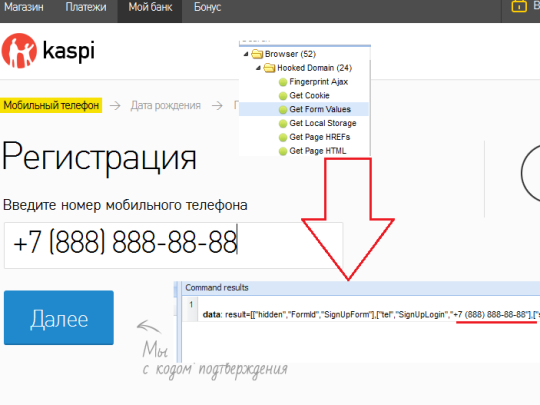 Магазин Платежи Мой банк Бонус
kaspi
Browser (52)
Hooked Domain (24)
Fingerprint Ajax
Get Cookie
Get Form Values
Get Local Storage
Get Page HREFs
Get Page HTML
Мобильный телефон → Дата рождения →
Регистрация
Введите номер мобильного телефона
+7 (888) 888-88-88
Далее
Command results
1
data: result=[["hidden","FormId","SignUpForm"],["tel","SignUpLogin","+7 (888) 888-88-88"],["s
Мы
с кодом подтверждения